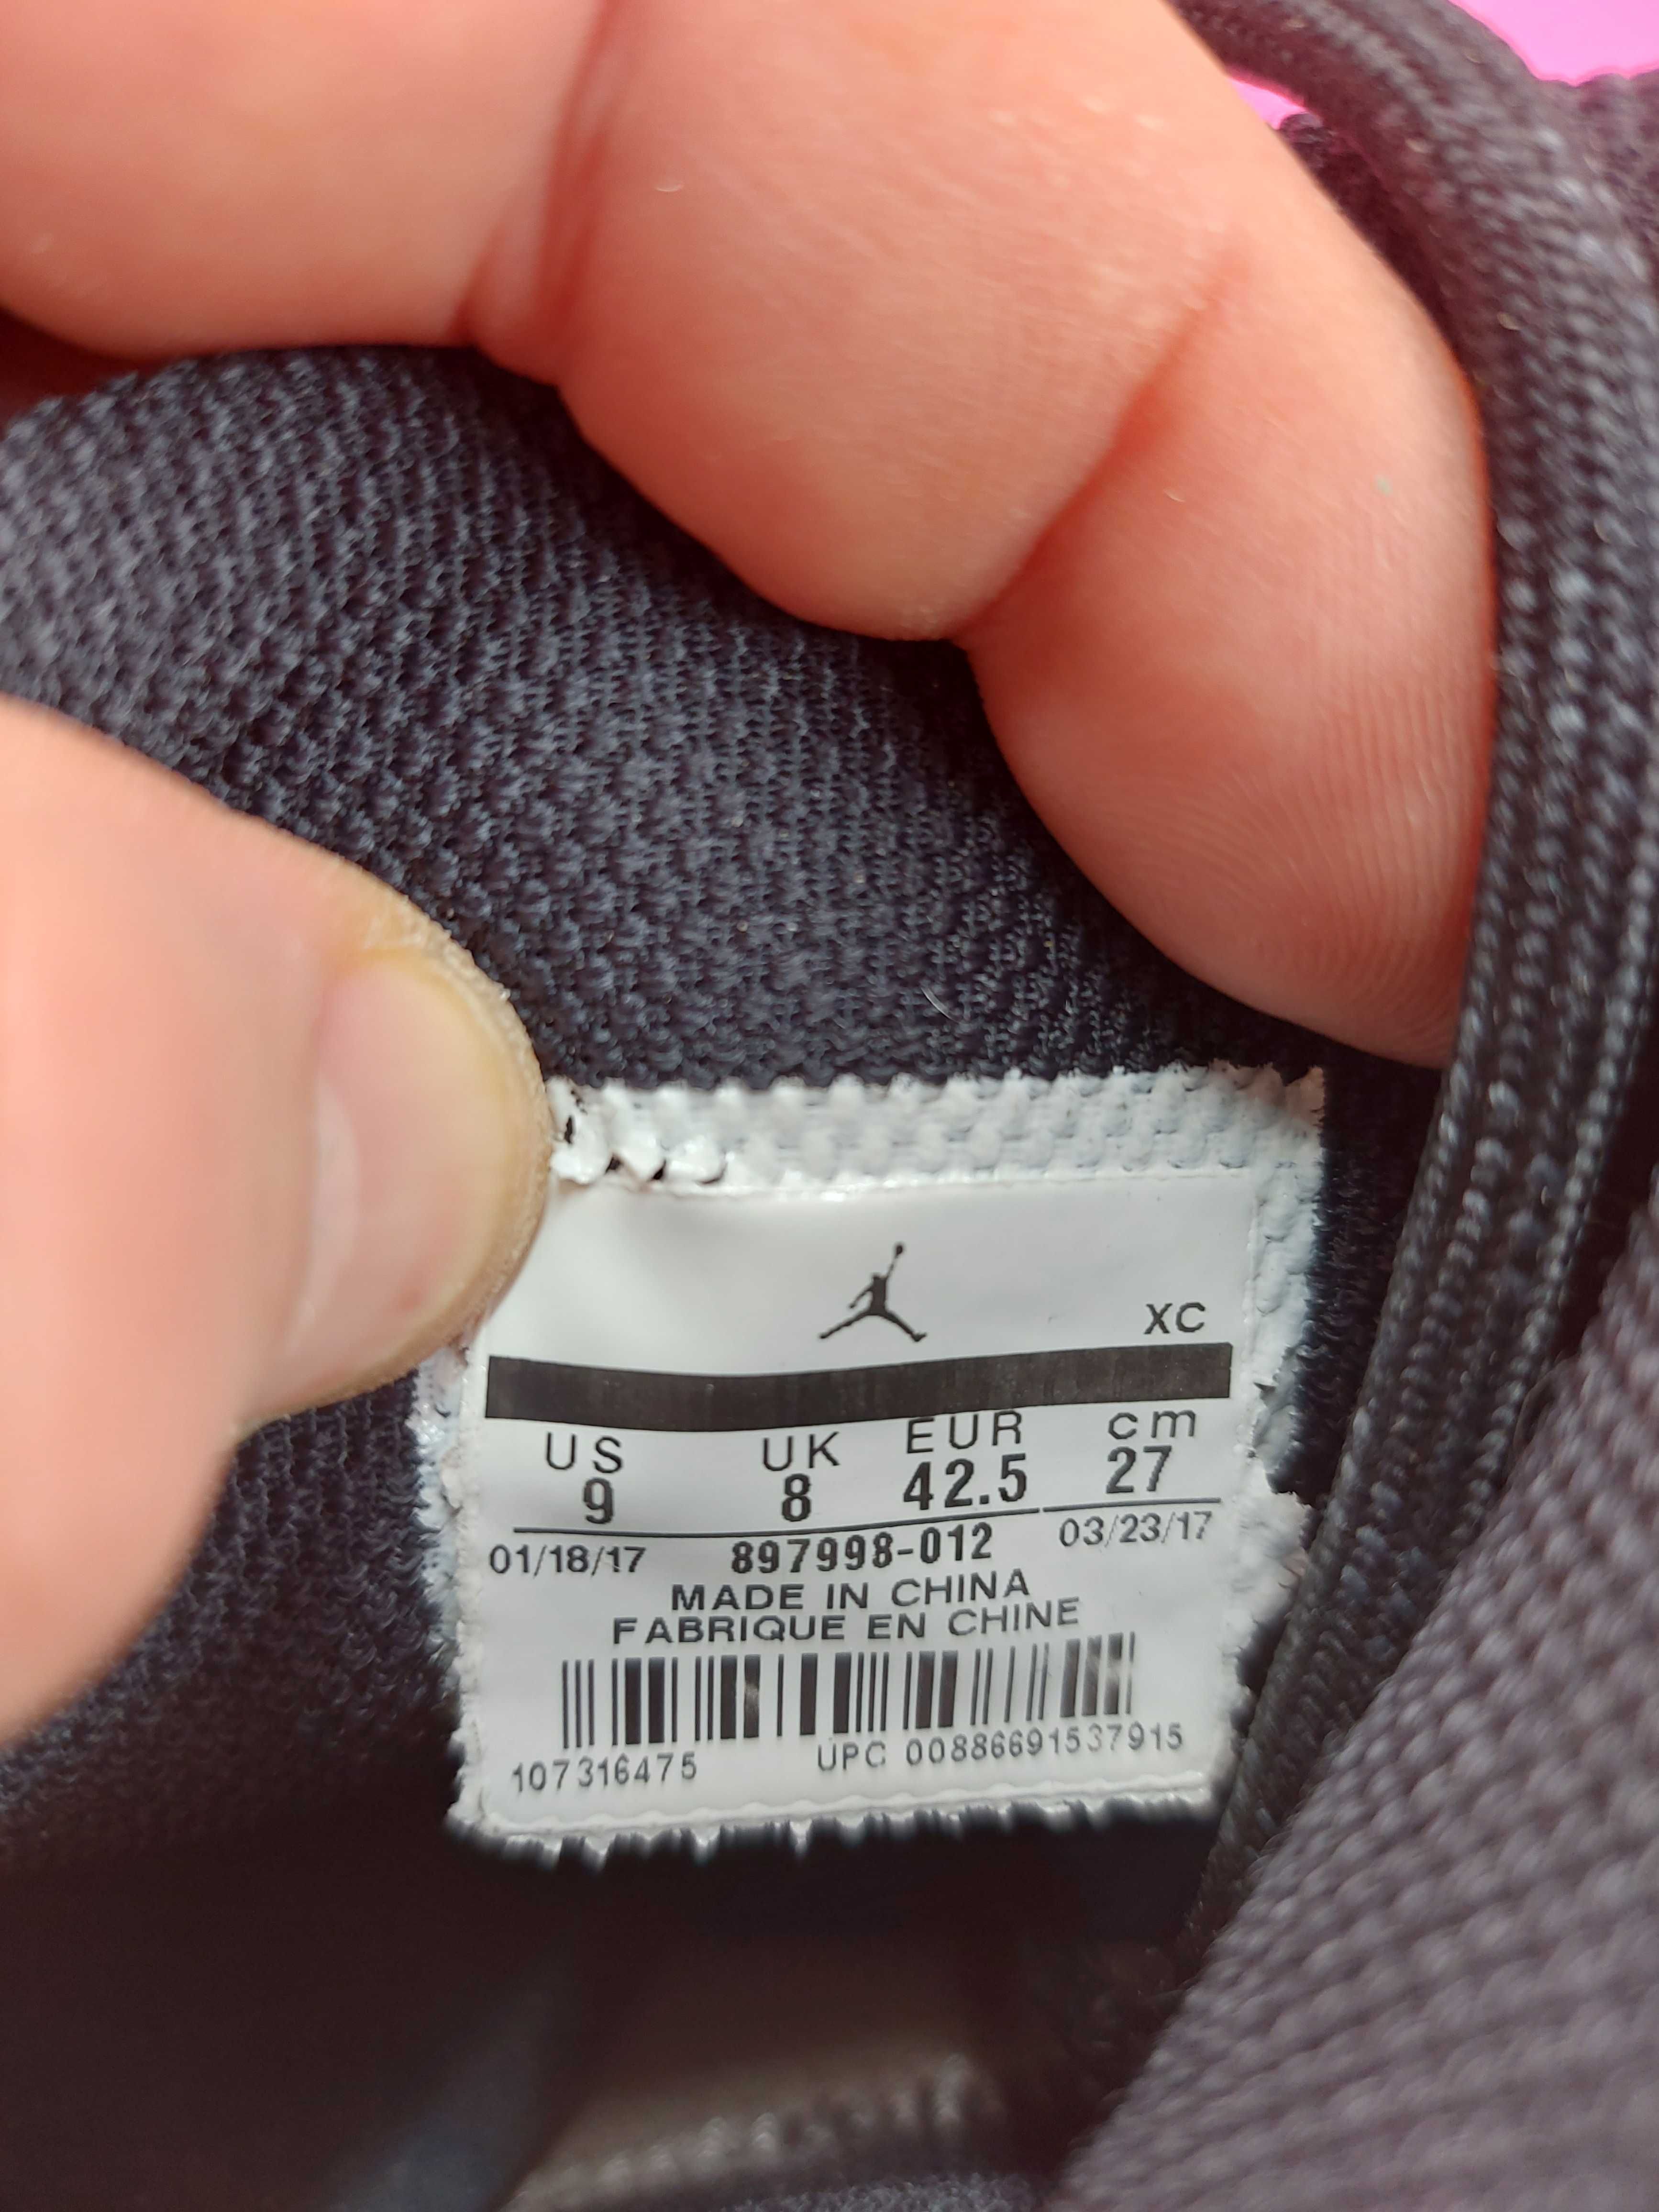 XC
US UK EUR cm
9 8 42.5 27
01/18/17 897998-012 03/23/17
MADE IN CHINA
FABRIQUE EN CHINE
107316475 UPC 00886691537915